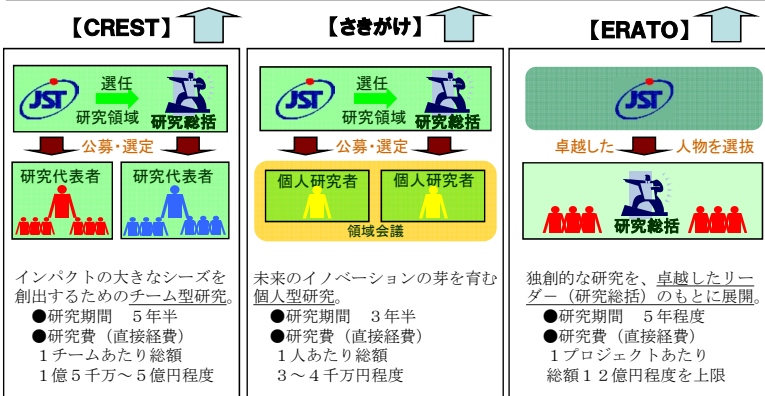 【CREST】
JST
選任
研究領域
研究総括
公募・選定
研究代表者
研究代表者
インパクトの大きなシーズを
創出するためのチーム型研究。
●研究期間　５年半
●研究費（直接経費）
１チームあたり総額
１億５千万～５億円程度
【さきがけ】
JST
選任
研究領域
研究総括
公募・選定
個人研究者
個人研究者
領域会議
未来のイノベーションの芽を育む
個人型研究。
●研究期間　３年半
●研究費（直接経費）
１人あたり総額
３～４千万円程度
【ERATO】
JST
卓越した
人物を選抜
研究総括
独創的な研究を、卓越したリー
ダー（研究総括）のもとに展開。
●研究期間　５年程度
●研究費（直接経費）
１プロジェクトあたり
総額１２億円程度を上限